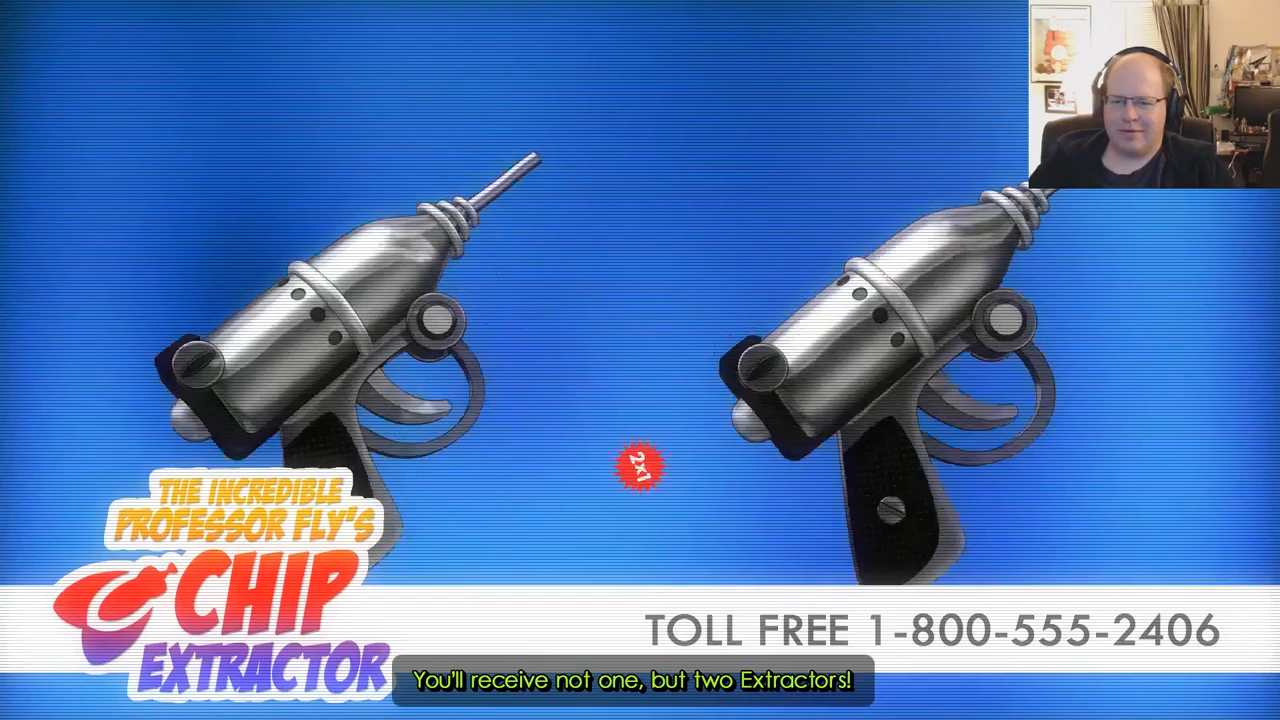 2x1
THE INCREDIBLE
PROFESSOR FLY'S
CHIP
EXTRACTOR
TOLL FREE 1-800-555-2406
You'll receive not one, but two Extractors!